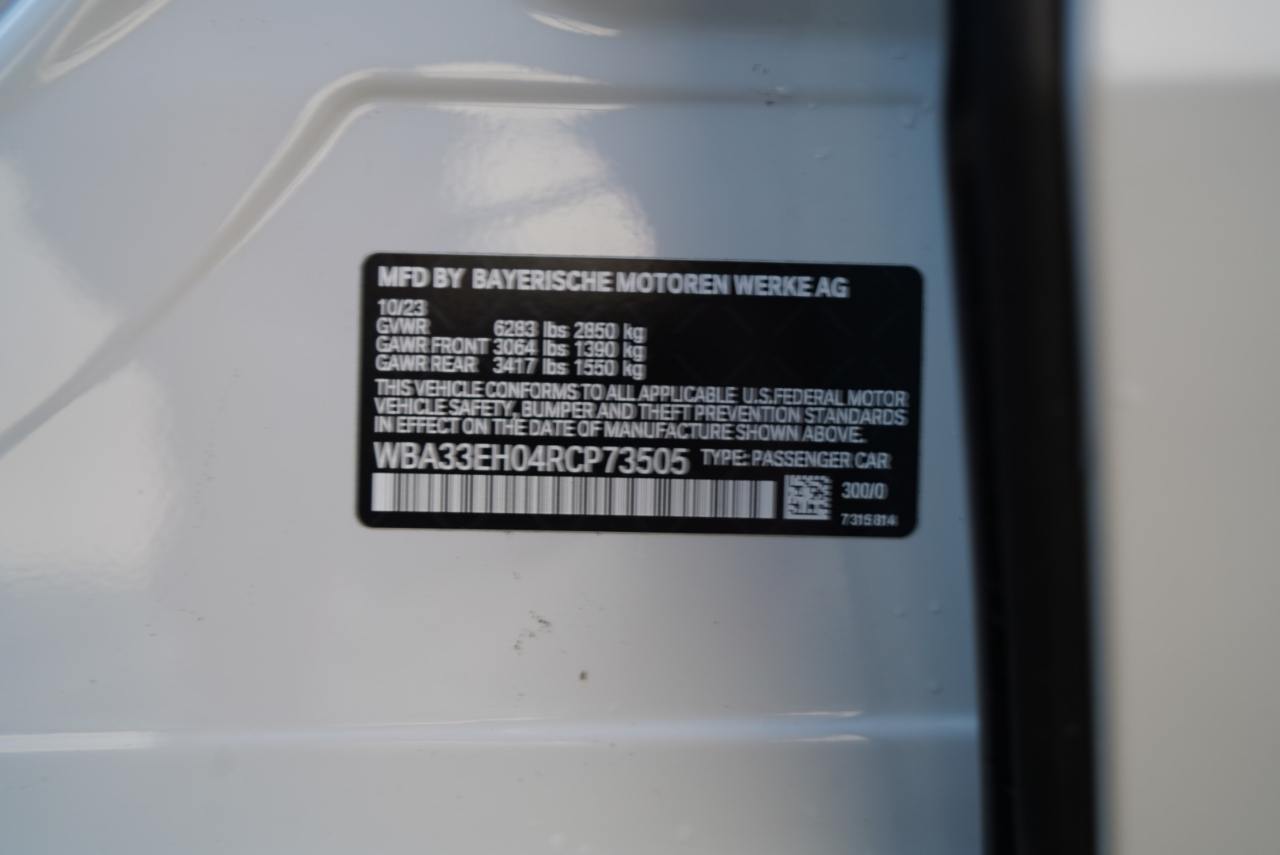 MFD BY BAYERISCHE MOTOREN WERKE AG
10/23
GVWR 6283 lbs 2850 kg
GAWR FRONT 3064 lbs 1390 kg
GAWR REAR 3417 lbs 1550 kg
THIS VEHICLE CONFORMS TO ALL APPLICABLE U.S.FEDERAL MOTOR
VEHICLE SAFETY, BUMPER AND THEFT PREVENTION STANDARDS
IN EFFECT ON THE DATE OF MANUFACTURE SHOWN ABOVE.
WBA33EH04RCP73505 TYPE: PASSENGER CAR
300/0
7315814